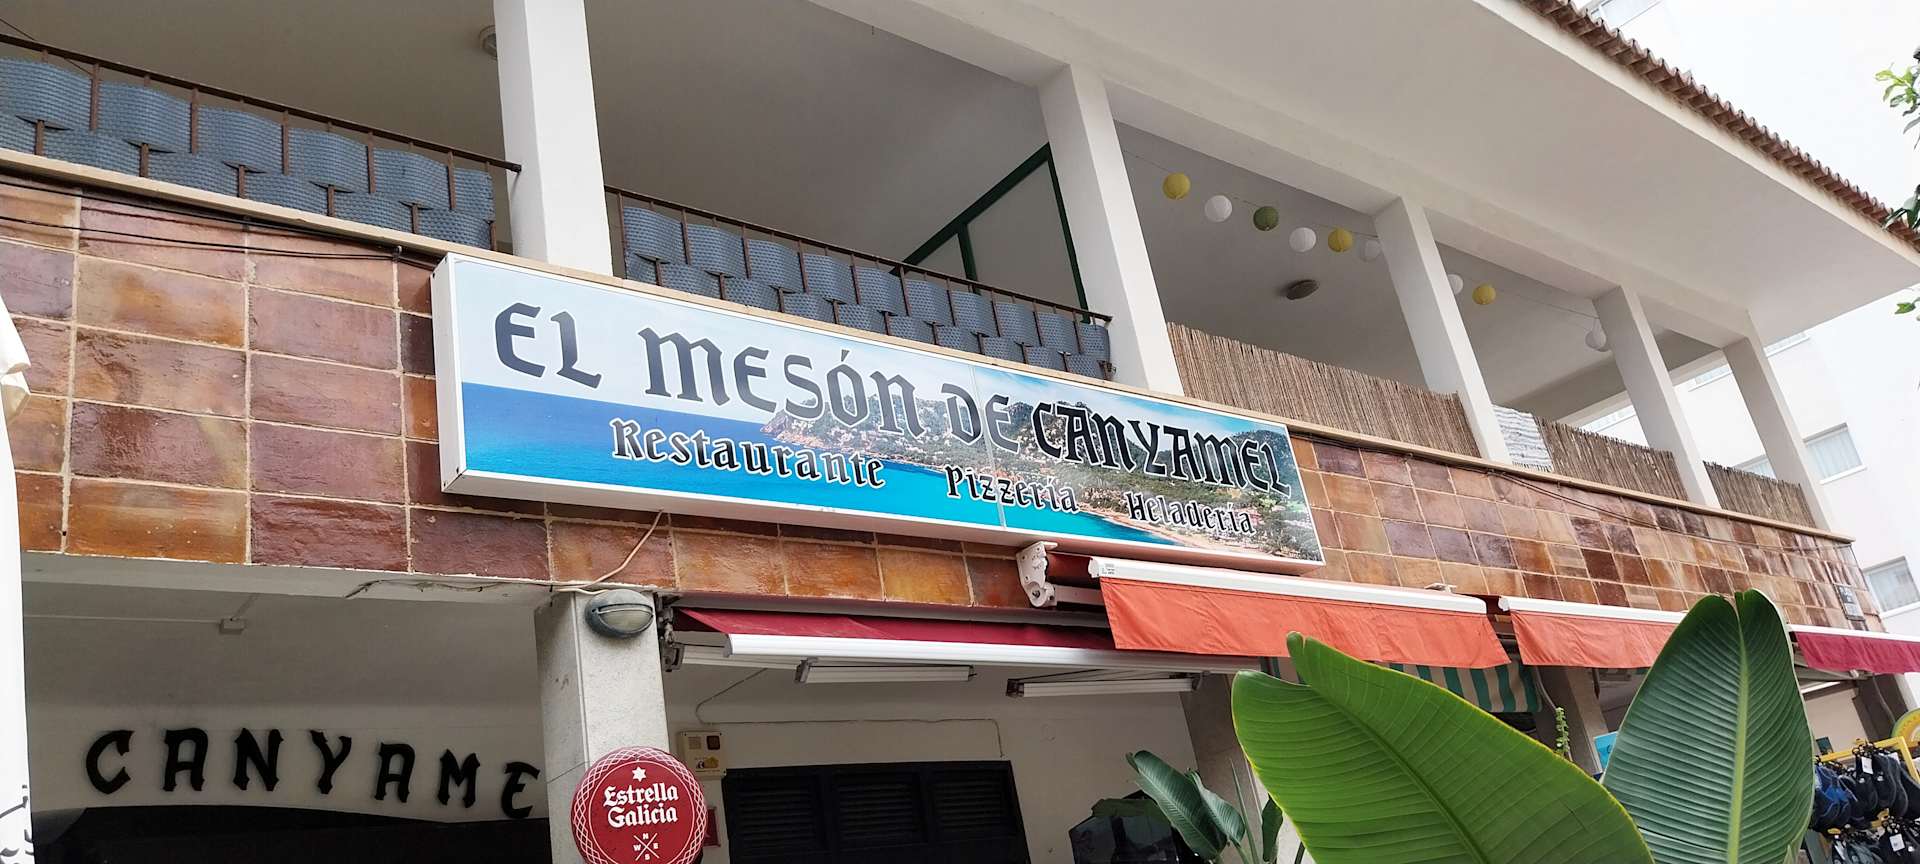 EL MESÓN DE CANYAMEL
Restaurante Pizzería Heladería
CANYAME
Estrella
Galicia
N
W E
S